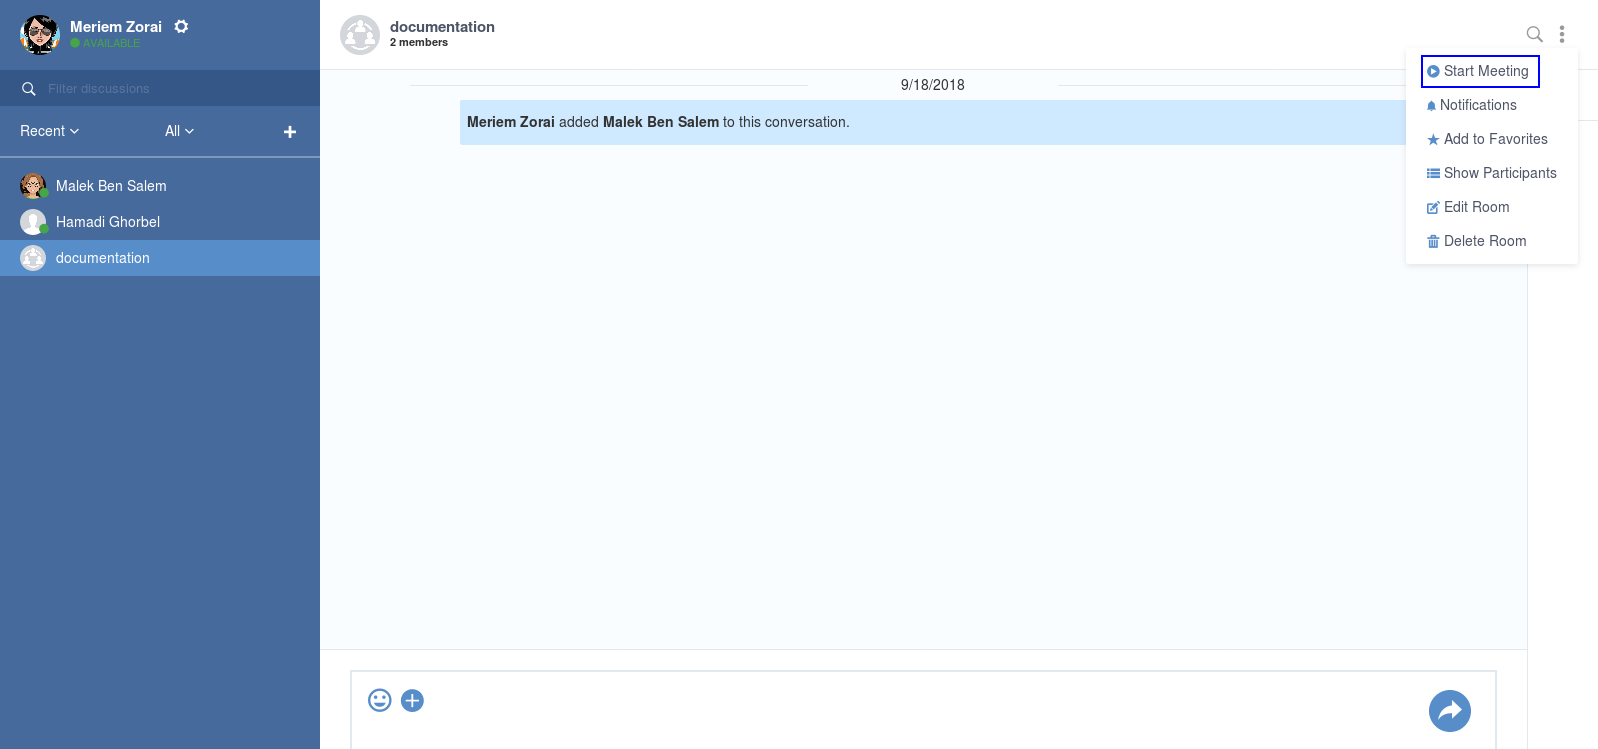 Meriem Zorai
AVAILABLE
Filter discussions
Recent
All
Malek Ben Salem
Hamadi Ghorbel
documentation
documentation
2 members
9/18/2018
Meriem Zorai added Malek Ben Salem to this conversation.
Start Meeting
Notifications
Add to Favorites
Show Participants
Edit Room
Delete Room